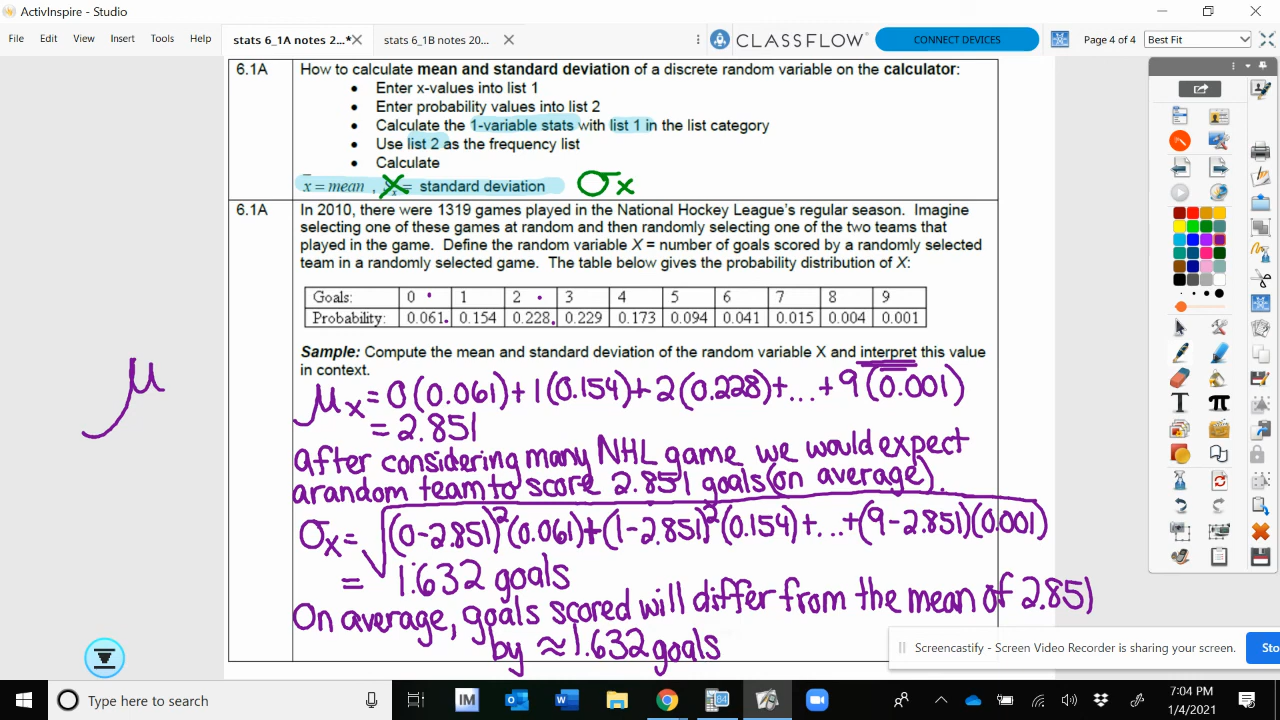 ActivInspire - Studio
File Edit View Insert Tools Help
stats 6_1A notes 2...*
stats 6_1B notes 20...
CLASSFLOW
CONNECT DEVICES
Page 4 of 4
Best Fit
6.1A
How to calculate mean and standard deviation of a discrete random variable on the calculator:
• Enter x-values into list 1
• Enter probability values into list 2
• Calculate the 1-variable stats with list 1 in the list category
• Use list 2 as the frequency list
• Calculate
x̄ = mean , Sx = standard deviation σx
6.1A
In 2010, there were 1319 games played in the National Hockey League's regular season. Imagine
selecting one of these games at random and then randomly selecting one of the two teams that
played in the game. Define the random variable X = number of goals scored by a randomly selected
team in a randomly selected game. The table below gives the probability distribution of X:
Goals: 0 1 2 3 4 5 6 7 8 9
Probability: 0.061 0.154 0.228 0.229 0.173 0.094 0.041 0.015 0.004 0.001
Sample: Compute the mean and standard deviation of the random variable X and interpret this value
in context.
μ
μx = 0(0.061)+1(0.154)+2(0.228)+...+9(0.001)
= 2.851
After considering many NHL game we would expect
a random team to score 2.851 goals (on average).
σx = √(0-2.851)²(0.061)+(1-2.851)²(0.154)+...+(9-2.851)(0.001)
= 1.632 goals
On average, goals scored will differ from the mean of 2.851
by ≈1.632 goals
Screencastify - Screen Video Recorder is sharing your screen.
Sto
Type here to search
IM
7:04 PM
1/4/2021